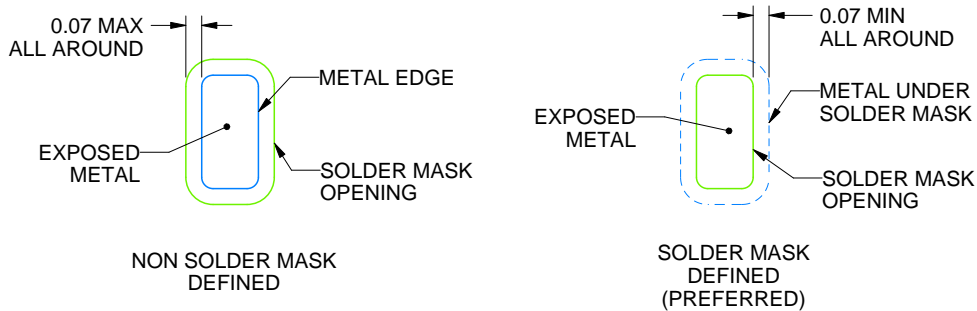 0.07 MAX
ALL AROUND
METAL EDGE
EXPOSED
METAL
SOLDER MASK
OPENING
NON SOLDER MASK
DEFINED
0.07 MIN
ALL AROUND
METAL UNDER
SOLDER MASK
EXPOSED
METAL
SOLDER MASK
OPENING
SOLDER MASK
DEFINED
(PREFERRED)